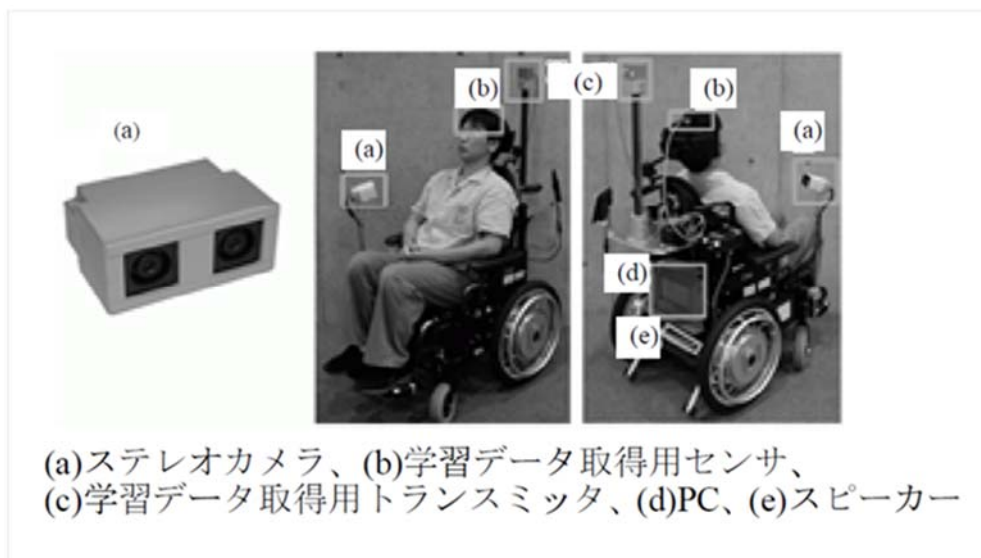 (a)
(b)
(c)
(b)
(a)
(a)
(d)
(e)
(a)ステレオカメラ、(b)学習データ取得用センサ、
(c)学習データ取得用トランスミッタ、(d)PC、(e)スピーカー